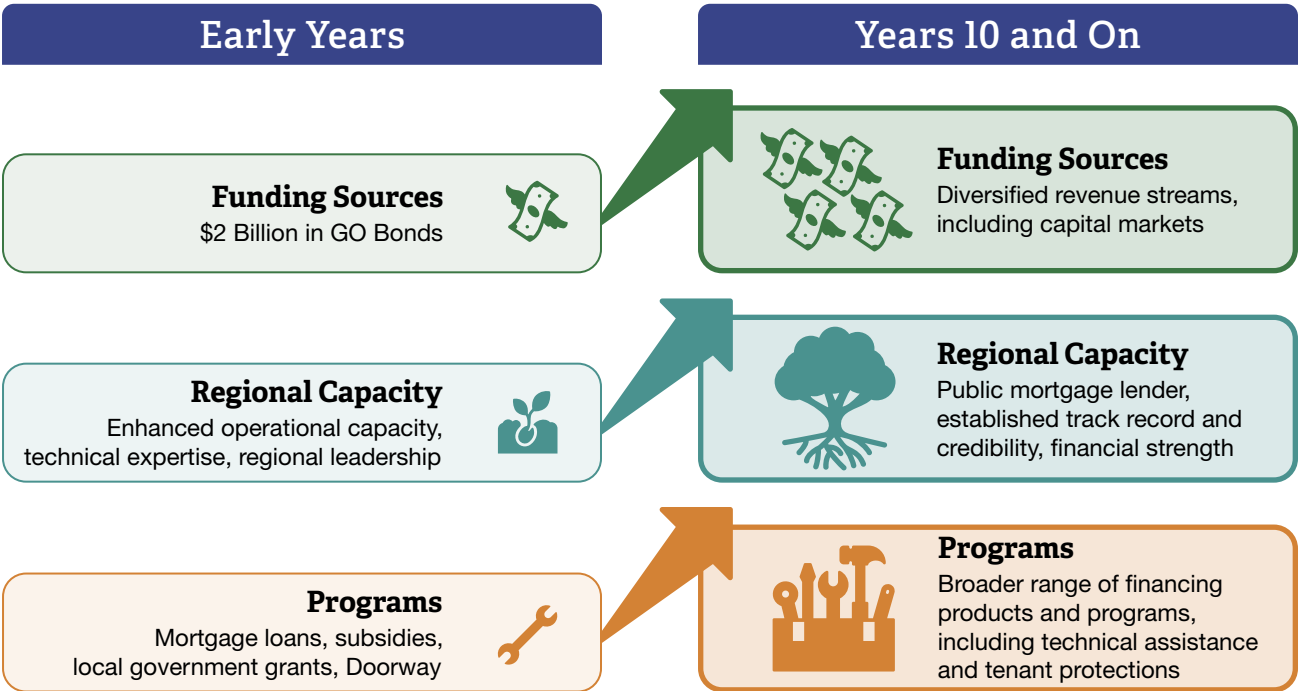 Early Years
Years 10 and On
Funding Sources
$2 Billion in GO Bonds
Funding Sources
Diversified revenue streams,
including capital markets
Regional Capacity
Enhanced operational capacity,
technical expertise, regional leadership
Regional Capacity
Public mortgage lender,
established track record and
credibility, financial strength
Programs
Mortgage loans, subsidies,
local government grants, Doorway
Programs
Broader range of financing
products and programs,
including technical assistance
and tenant protections